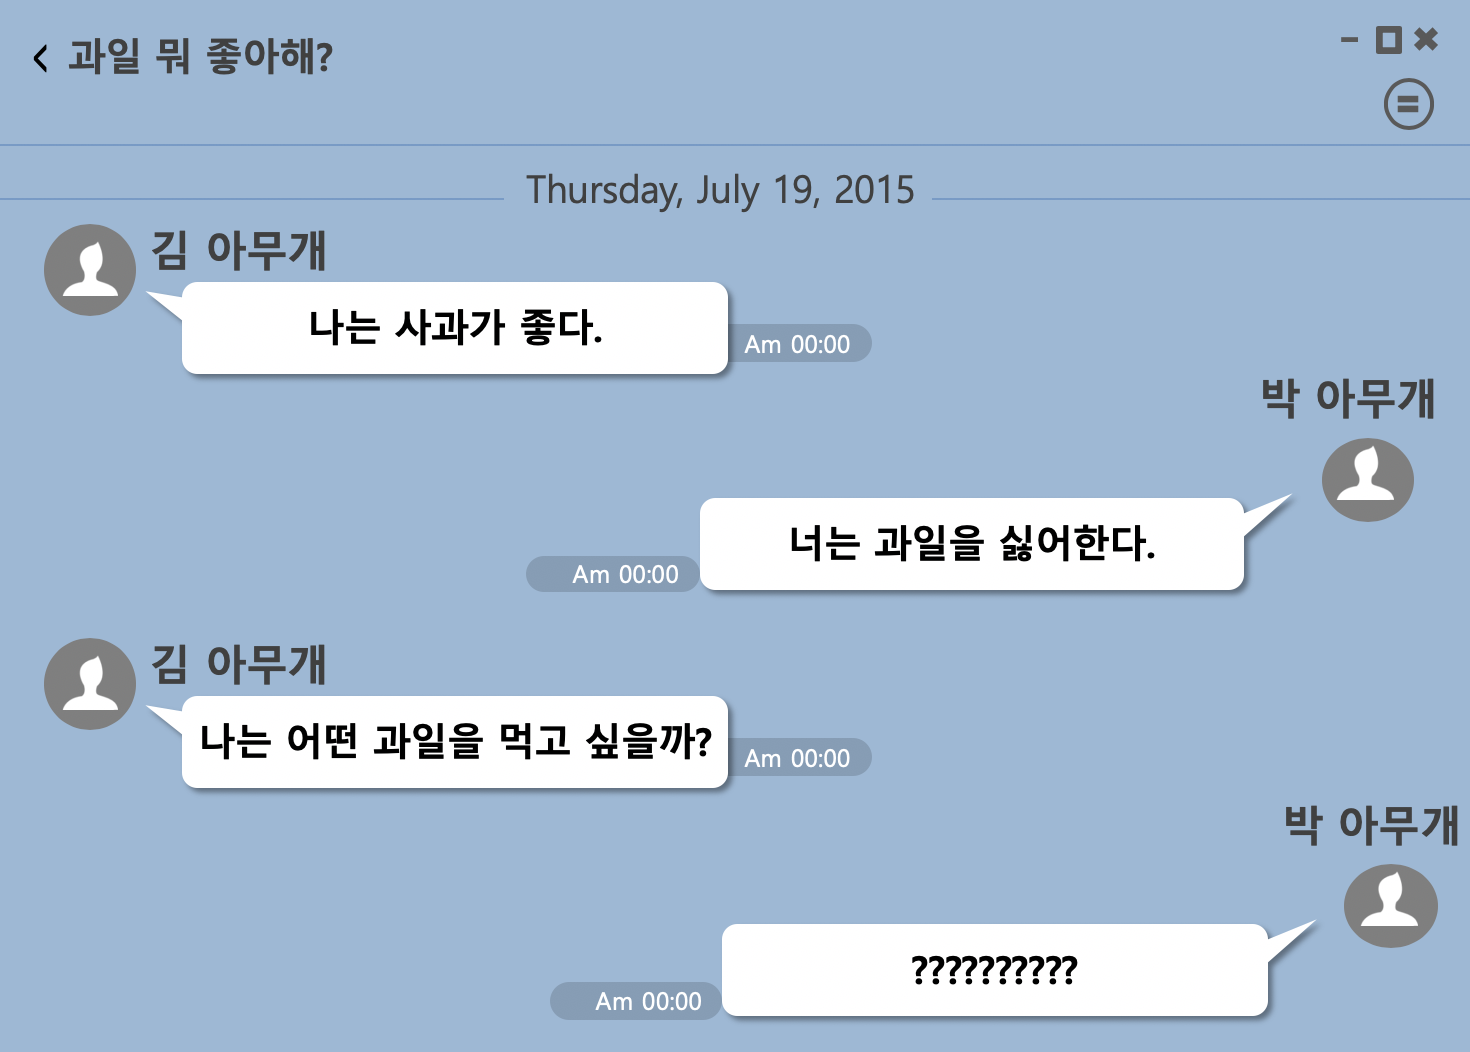 과일 뭐 좋아해?
Thursday, July 19, 2015
김 아무개
나는 사과가 좋다.
Am 00:00
박 아무개
너는 과일을 싫어한다.
Am 00:00
김 아무개
나는 어떤 과일을 먹고 싶을까?
Am 00:00
박 아무개
??????????
Am 00:00